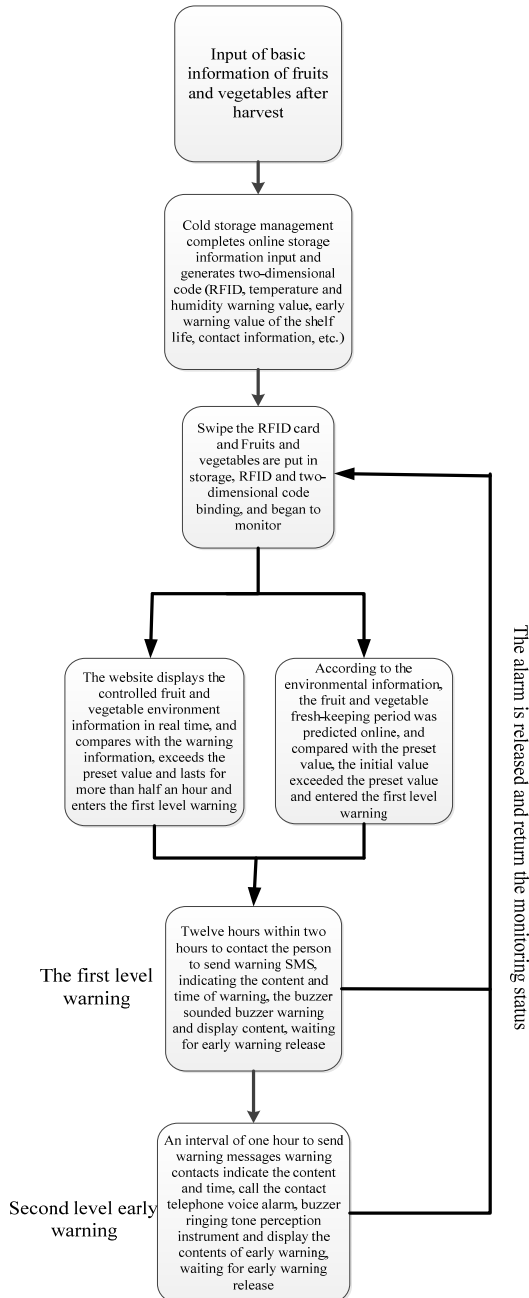 Input of basic
information of fruits
and vegetables after
harvest
Cold storage management
completes online storage
information input and
generates two-dimensional
code (RFID, temperature and
humidity warning value, early
warning value of the shelf
life, contact information, etc.)
Swipe the RFID card
and Fruits and
vegetables are put in
storage, RFID and two-
dimensional code
binding, and began to
monitor
The website displays the
controlled fruit and
vegetable environment
information in real time, and
compares with the warning
information, exceeds the
preset value and lasts for
more than half an hour and
enters the first level warning
According to the
environmental information,
the fruit and vegetable
fresh-keeping period was
predicted online, and
compared with the preset
value, the initial value
exceeded the preset value
and entered the first level
warning
The alarm is released and return the monitoring status
The first level
warning
Twelve hours within two
hours to contact the person
to send warning SMS,
indicating the content and
time of warning, the buzzer
sounded buzzer warning
and display content, waiting
for early warning release
Second level early
warning
An interval of one hour to send
warning messages warning
contacts indicate the content
and time, call the contact
telephone voice alarm, buzzer
ringing tone perception
instrument and display the
contents of early warning,
waiting for early warning
release